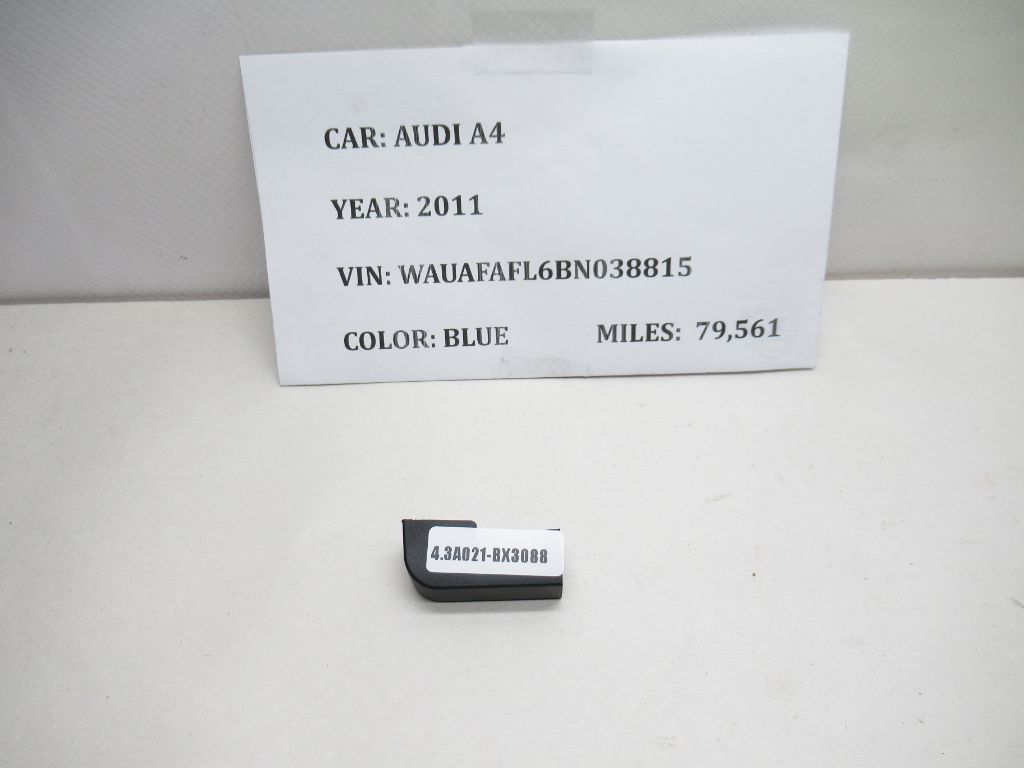 CAR: AUDI A4
YEAR: 2011
VIN: WAUAFAFL6BN038815
COLOR: BLUE MILES: 79,561
4.3A021-BX3088